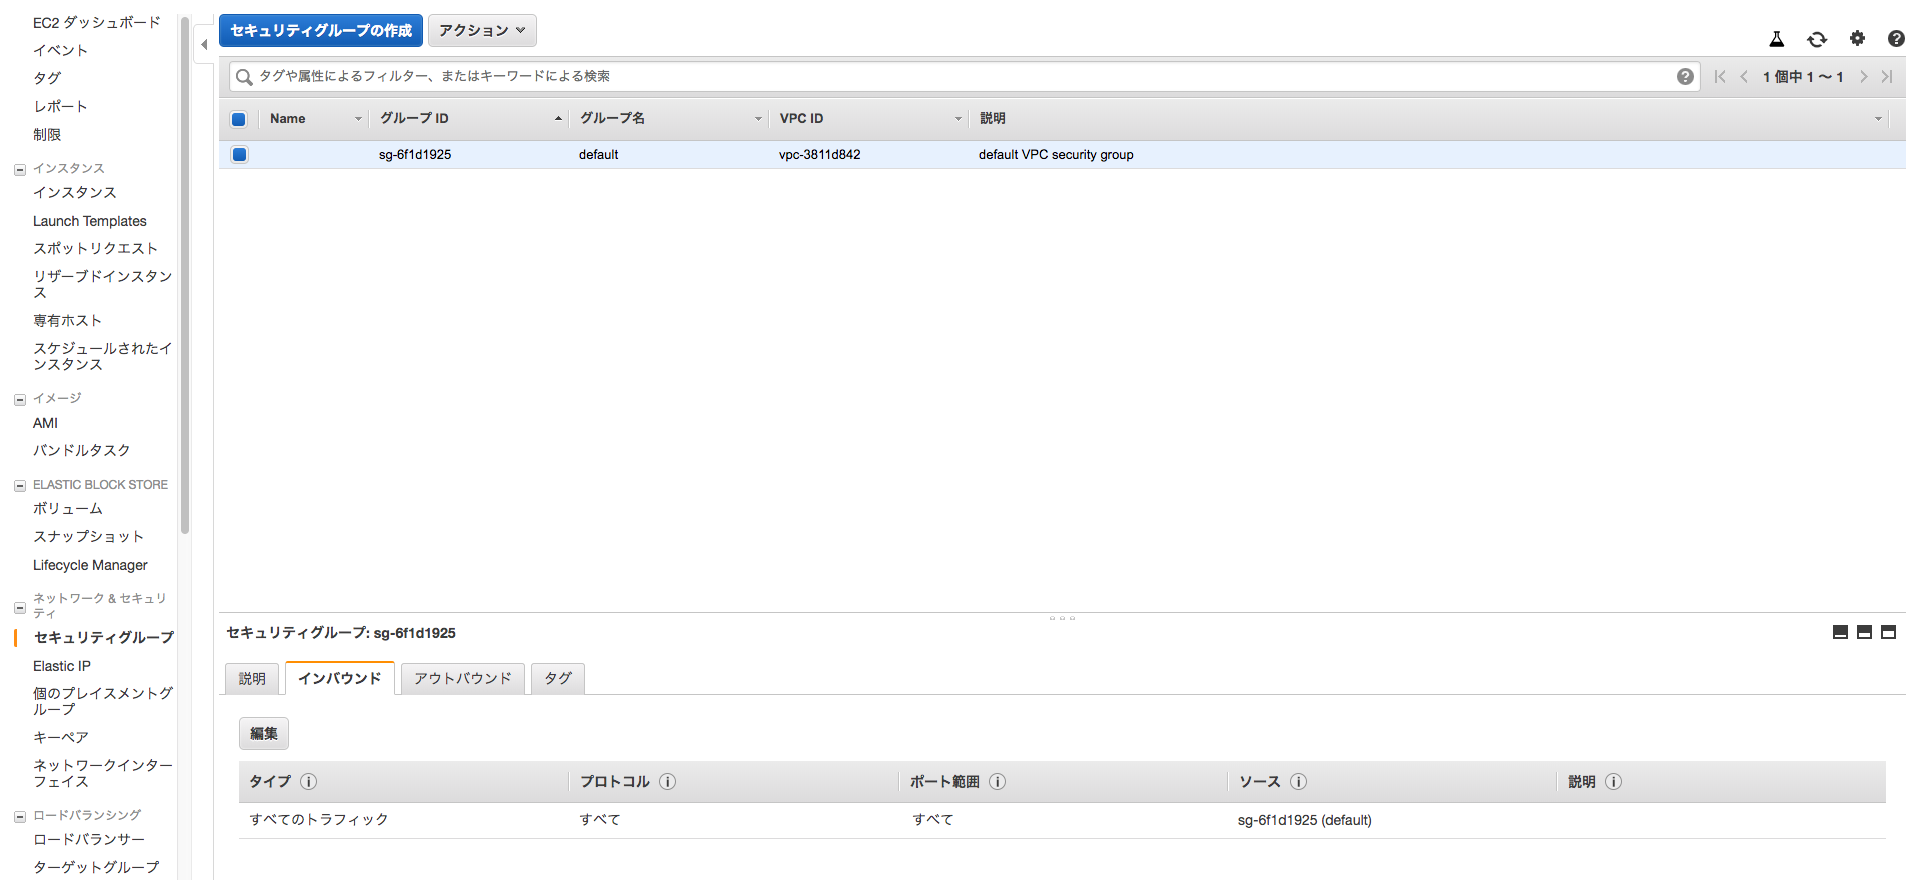 EC2 ダッシュボード
イベント
タグ
レポート
制限
インスタンス
インスタンス
Launch Templates
スポットリクエスト
リザーブドインスタン
ス
専有ホスト
スケジュールされたイ
ンスタンス
イメージ
AMI
バンドルタスク
ELASTIC BLOCK STORE
ボリューム
スナップショット
Lifecycle Manager
ネットワーク & セキュリ
ティ
セキュリティグループ
Elastic IP
個のプレイスメントグ
ループ
キーペア
ネットワークインター
フェイス
ロードバランシング
ロードバランサー
ターゲットグループ
セキュリティグループの作成 アクション
タグや属性によるフィルター、またはキーワードによる検索 1 個中 1 ～ 1
Name グループ ID グループ名 VPC ID 説明
sg-6f1d1925 default vpc-3811d842 default VPC security group
セキュリティグループ: sg-6f1d1925
説明 インバウンド アウトバウンド タグ
編集
タイプ プロトコル ポート範囲 ソース 説明
すべてのトラフィック すべて すべて sg-6f1d1925 (default)